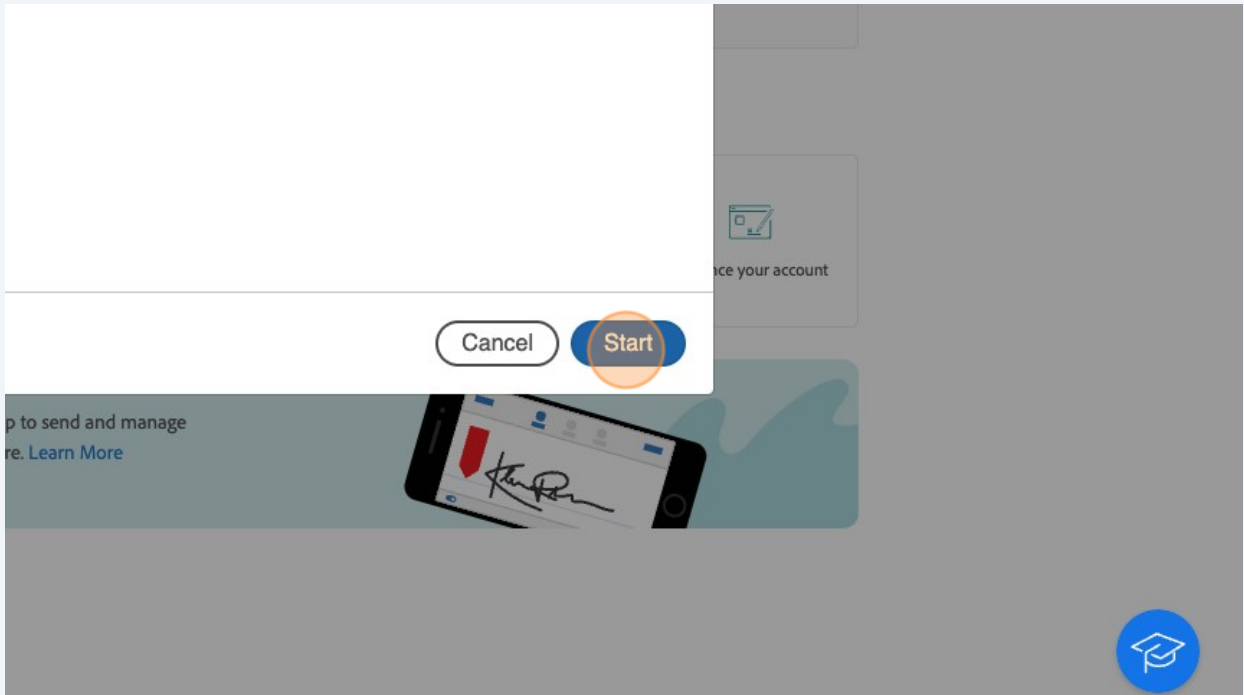 nce your account
Cancel
Start
p to send and manage
re. Learn More